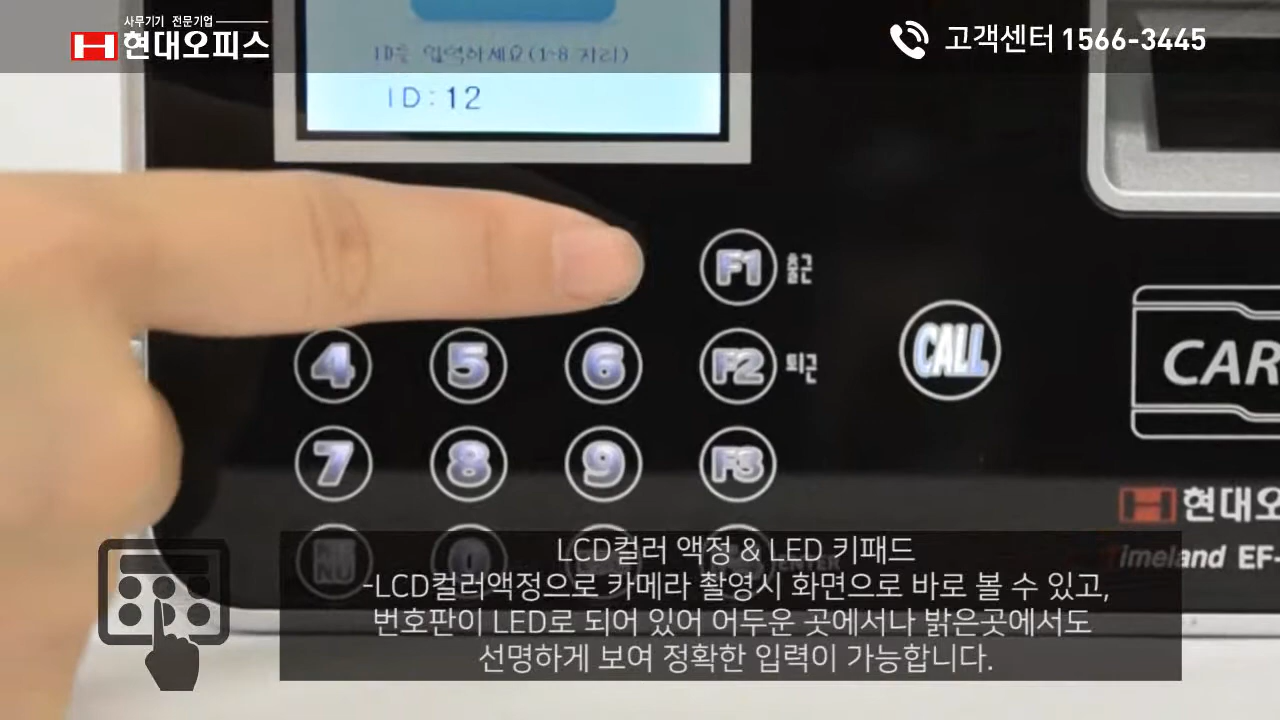 사무기기 전문기업
현대오피스
고객센터 1566-3445
ID를 입력하세요(1~8 자리)
ID:12
F1 출근
4 5 6 F2 퇴근
CALL
CAR
7 8 9 F3
현대오
Timeland EF-
LCD컬러 액정 & LED 키패드
-LCD컬러액정으로 카메라 촬영시 화면으로 바로 볼 수 있고,
번호판이 LED로 되어 있어 어두운 곳에서나 밝은곳에서도
선명하게 보여 정확한 입력이 가능합니다.